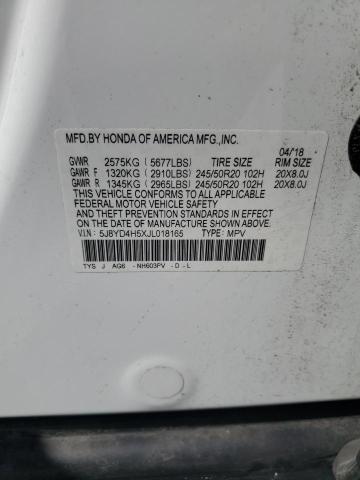 MFD.BY HONDA OF AMERICA MFG.,INC.
04/18
GVWR 2575KG (5677LBS) TIRE SIZE RIM SIZE
GAWR F 1320KG (2910LBS) 245/50R20 102H 20X8.0J
GAWR R 1345KG (2965LBS) 245/50R20 102H 20X8.0J
THIS VEHICLE CONFORMS TO ALL APPLICABLE
FEDERAL MOTOR VEHICLE SAFETY
AND THEFT PREVENTION STANDARDS IN EFFECT
ON THE DATE OF MANUFACTURE SHOWN ABOVE.
V.I.N: 5J8YD4H5XJL018165 TYPE: MPV
TYS J AG6 -NH603PV -D-L